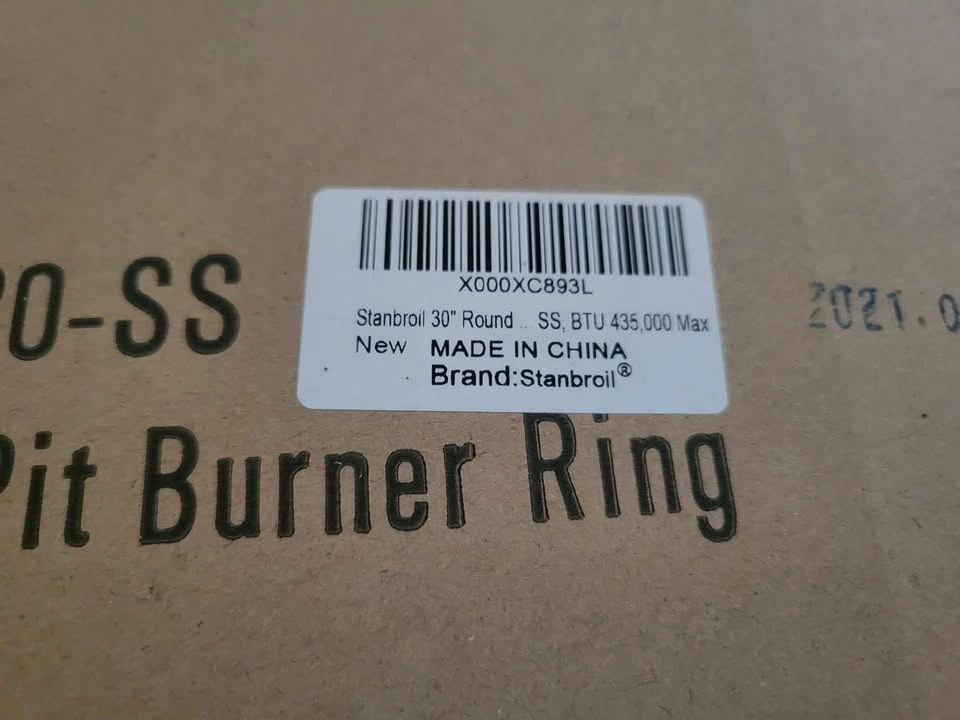 X000XC893L
Stanbroil 30" Round ... SS, BTU 435,000 Max
New MADE IN CHINA
Brand:Stanbroil®
0-SS
2021.0
Pit Burner Ring